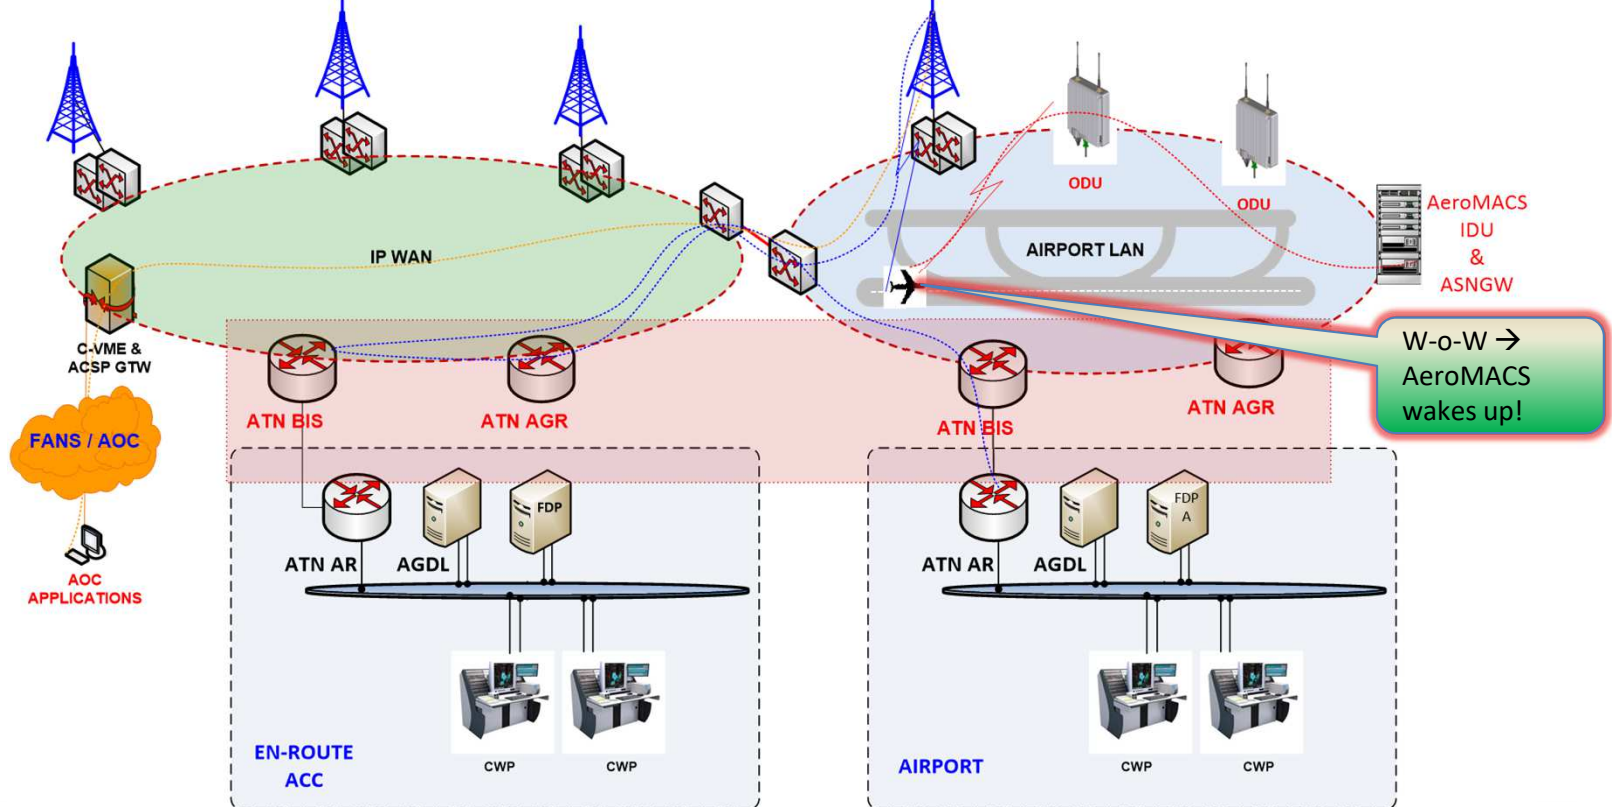 ODU
ODU
AeroMACS
IDU
&
ASNGW
IP WAN
AIRPORT LAN
C-VME &
ACSP GTW
W-o-W →
AeroMACS
wakes up!
ATN BIS
ATN AGR
ATN BIS
ATN AGR
FANS / AOC
FDP
FDP
A
ATN AR
AGDL
ATN AR
AGDL
AOC
APPLICATIONS
EN-ROUTE
ACC
CWP
CWP
AIRPORT
CWP
CWP